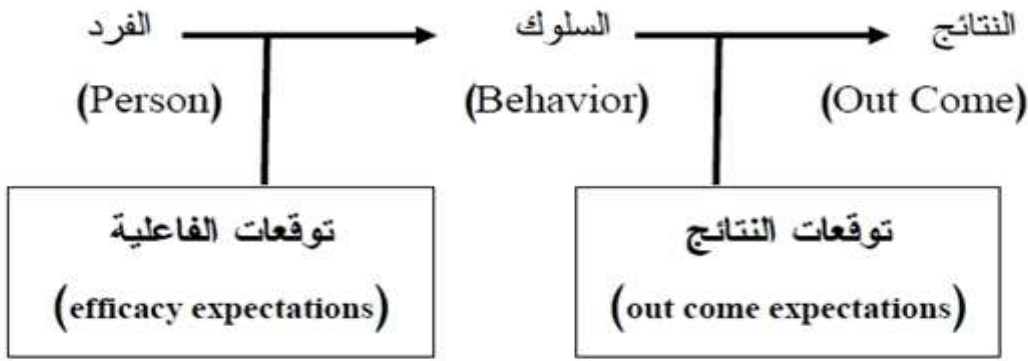 الفرد
السلوك
النتائج
(Person)
(Behavior)
(Out Come)
توقعات الفاعلية
(efficacy expectations)
توقعات النتائج
(out come expectations)